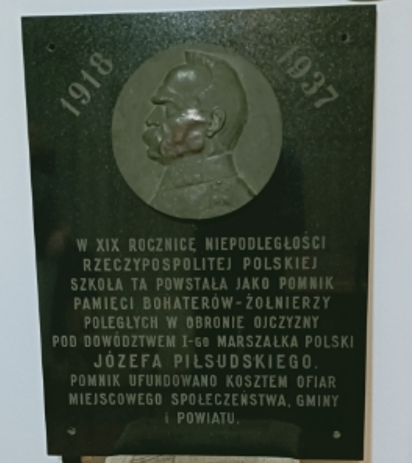 1918 1937
W XIX ROCZNICĘ NIEPODLEGŁOŚCI
RZECZYPOSPOLITEJ POLSKIEJ
SZKOŁA TA POWSTAŁA JAKO POMNIK
PAMIĘCI BOHATERÓW-ŻOŁNIERZY
POLEGŁYCH W OBRONIE OJCZYZNY
POD DOWÓDZTWEM I-GO MARSZAŁKA POLSKI
JÓZEFA PIŁSUDSKIEGO.
POMNIK UFUNDOWANO KOSZTEM OFIAR
MIEJSCOWEGO SPOŁECZEŃSTWA, GMINY
i POWIATU.